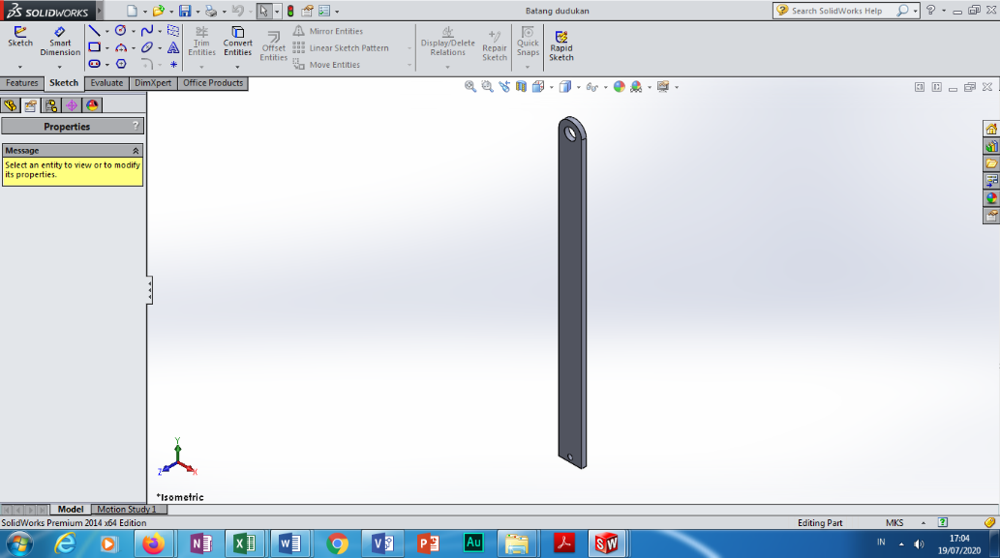 SOLIDWORKS
Batang dudukan
Search SolidWorks Help
?
Sketch
Smart
Dimension
Trim
Entities
Convert
Entities
Offset
Entities
Mirror Entities
Linear Sketch Pattern
Move Entities
Display/Delete
Relations
Repair
Sketch
Quick
Snaps
Rapid
Sketch
Features
Sketch
Evaluate
DimXpert
Office Products
Properties
?
Message
Select an entity to view or to modify
its properties.
Y
Z
X
*Isometric
Model
Motion Study 1
SolidWorks Premium 2014 x64 Edition
Editing Part
MKS
?
N
X
W
V
P
Au
SW
IN
17:04
19/07/2020